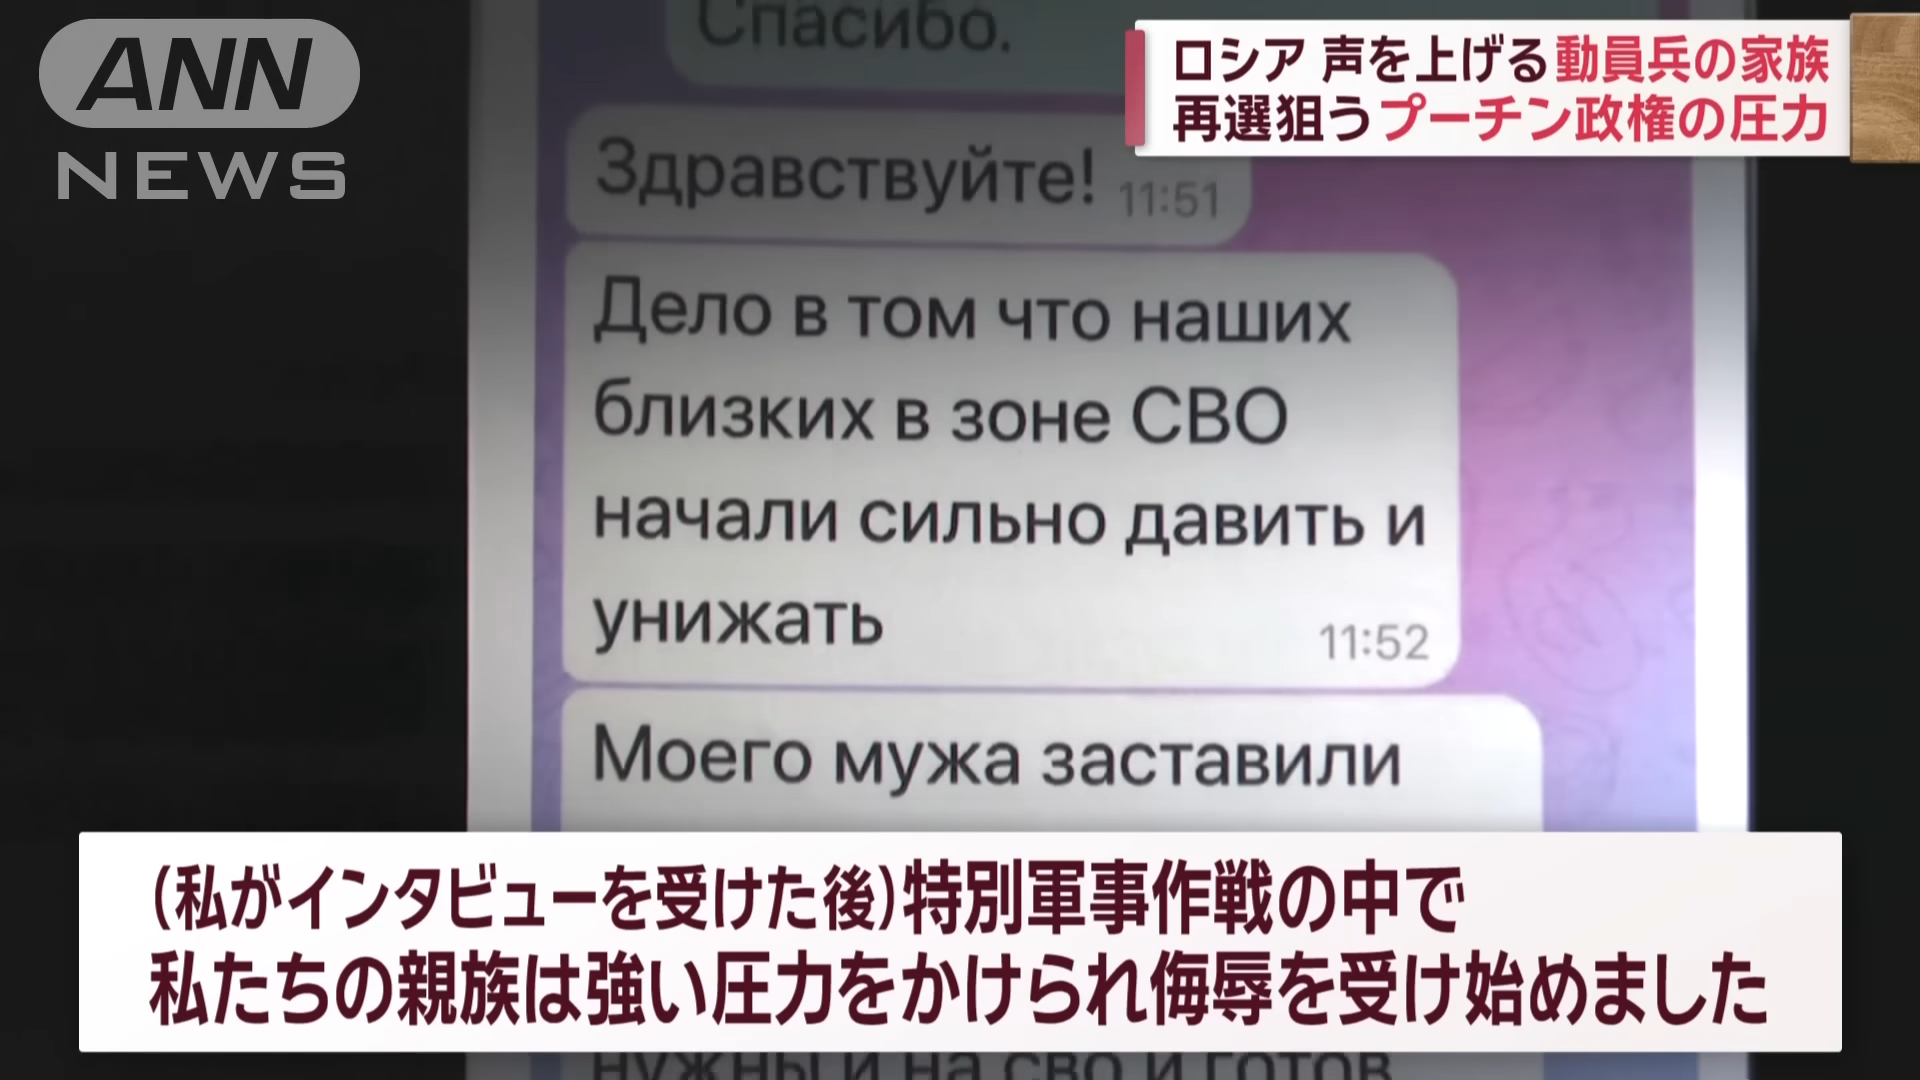 ANN
NEWS
ロシア 声を上げる動員兵の家族
再選狙うプーチン政権の圧力
Спасибо.
Здравствуйте! 11:51
Дело в том что наших
близких в зоне СВО
начали сильно давить и
унижать 11:52
Моего мужа заставили
(私がインタビューを受けた後)特別軍事作戦の中で
私たちの親族は強い圧力をかけられ侮辱を受け始めました
нужны и на сво и готов